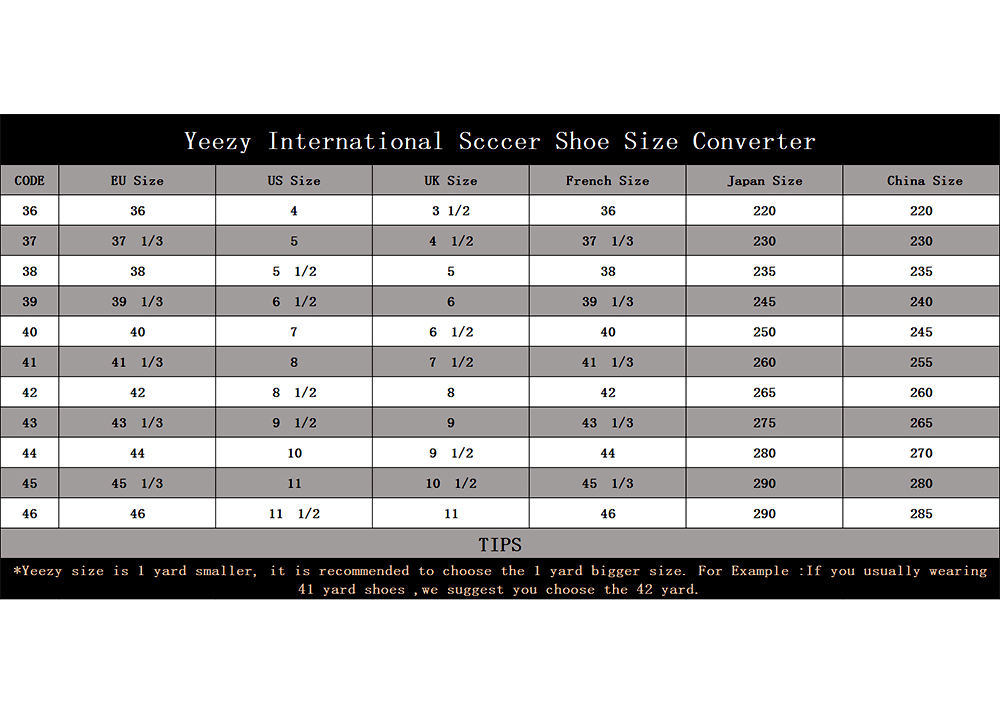 Yeezy International Scccer Shoe Size Converter
CODE EU Size US Size UK Size French Size Japan Size China Size
36 36 4 3 1/2 36 220 220
37 37 1/3 5 4 1/2 37 1/3 230 230
38 38 5 1/2 5 38 235 235
39 39 1/3 6 1/2 6 39 1/3 245 240
40 40 7 6 1/2 40 250 245
41 41 1/3 8 7 1/2 41 1/3 260 255
42 42 8 1/2 8 42 265 260
43 43 1/3 9 1/2 9 43 1/3 275 265
44 44 10 9 1/2 44 280 270
45 45 1/3 11 10 1/2 45 1/3 290 280
46 46 11 1/2 11 46 290 285
TIPS
*Yeezy size is 1 yard smaller, it is recommended to choose the 1 yard bigger size. For Example :If you usually wearing
41 yard shoes ,we suggest you choose the 42 yard.